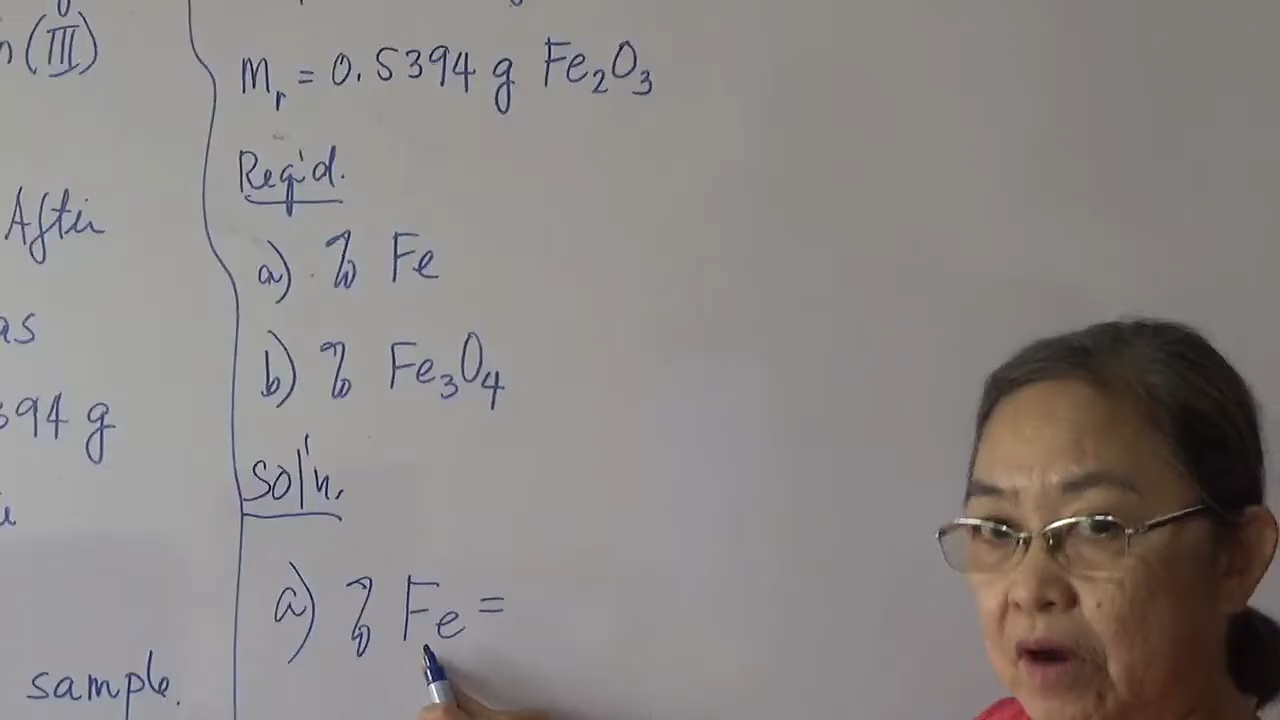 (III)
After
as
394 g
sample.
mᵣ = 0.5394 g Fe₂O₃
Req'd.
a) % Fe
b) % Fe₃O₄
Sol'n.
a) % Fe =